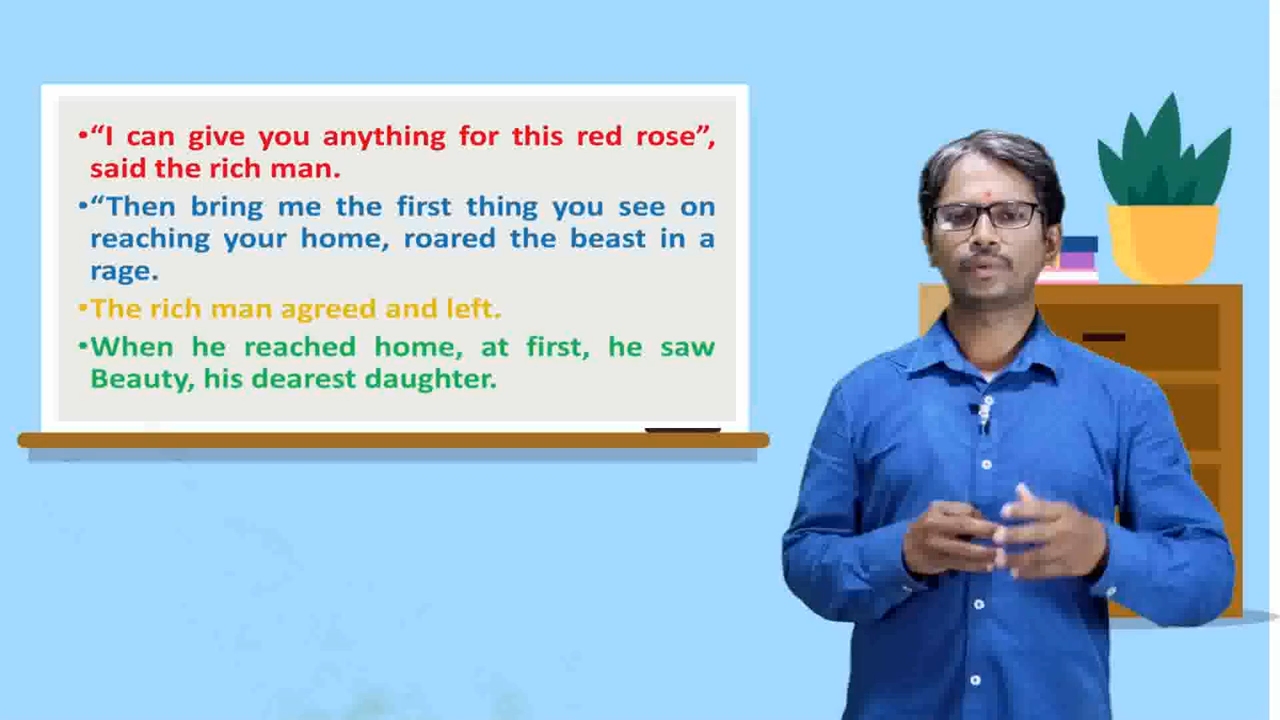 •“I can give you anything for this red rose”,
said the rich man.
•“Then bring me the first thing you see on
reaching your home, roared the beast in a
rage.
•The rich man agreed and left.
•When he reached home, at first, he saw
Beauty, his dearest daughter.